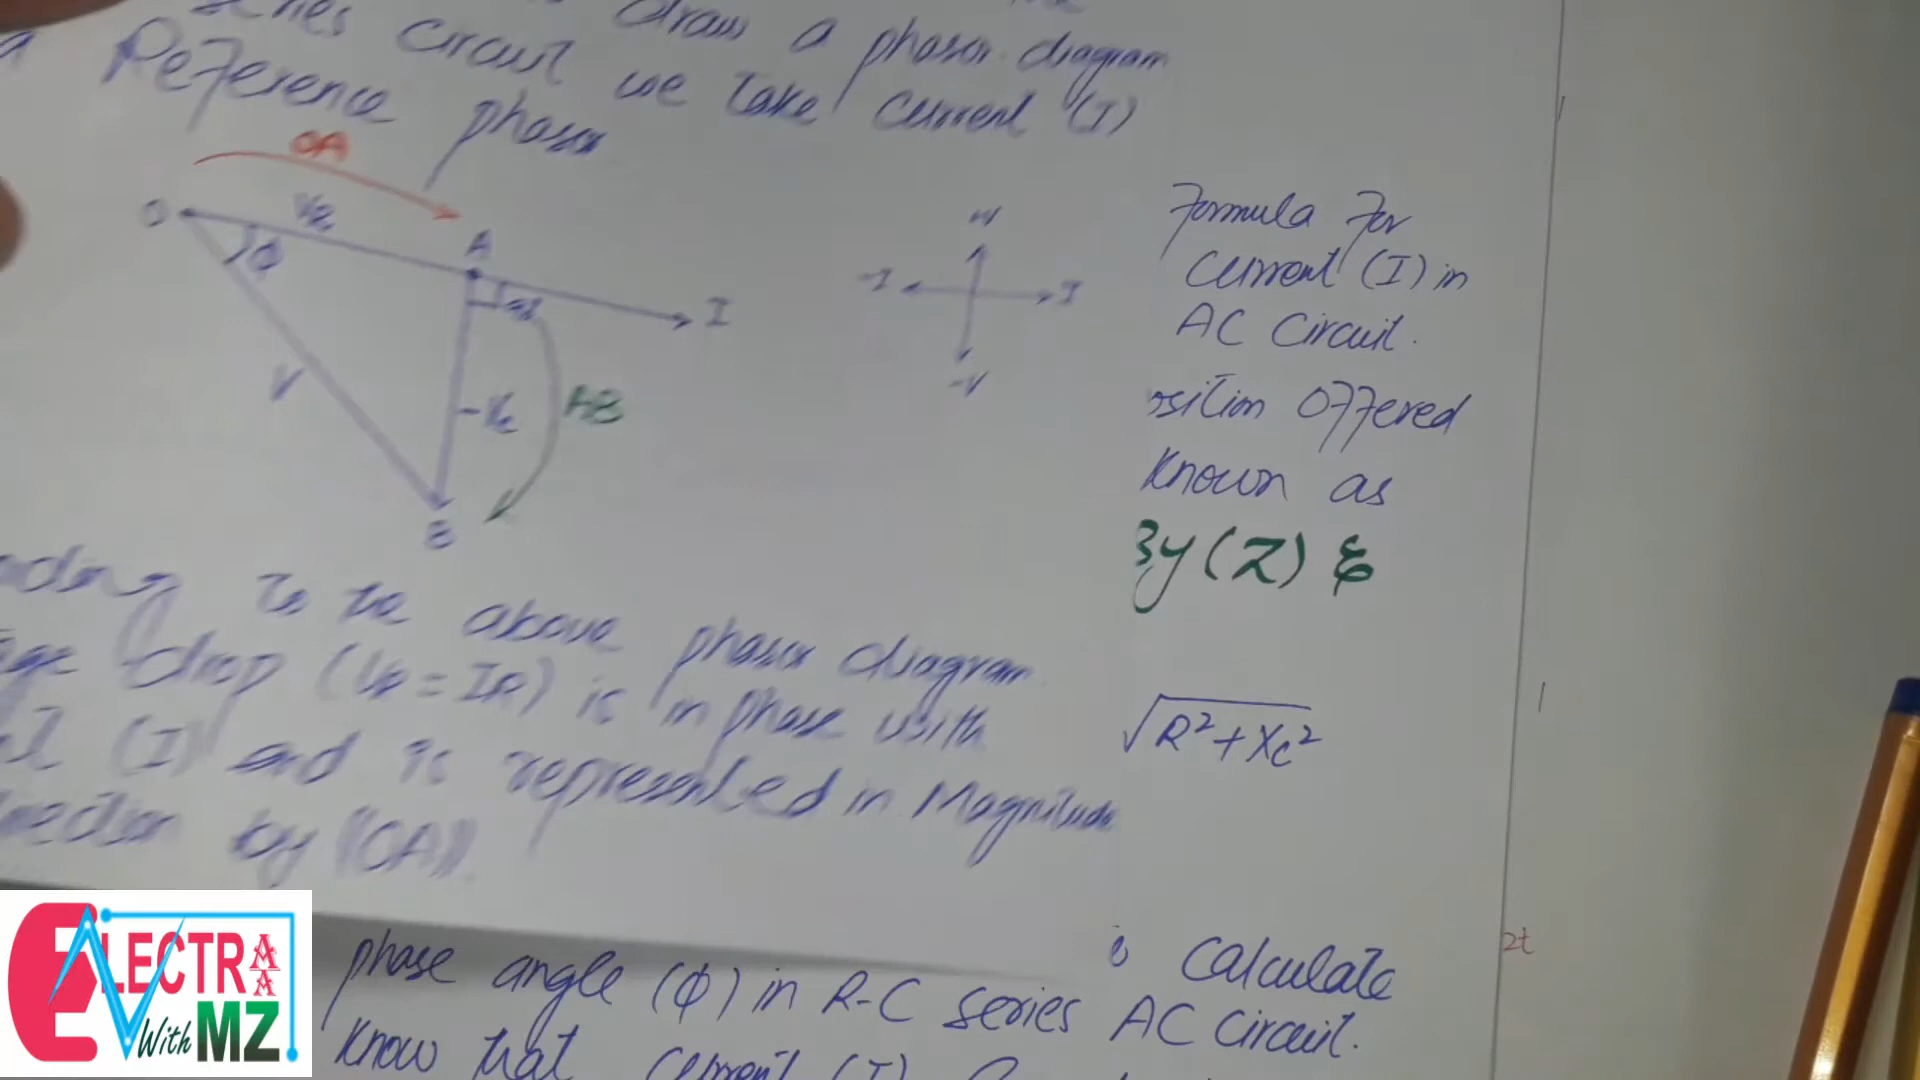 draw a phasor diagram
series circuit we take current (I)
Reference phasor
OA
O
VR
A
ϕ
I
V
-Vc
AB
B
-I
I
-V
Formula For
Current (I) in
AC Circuit.
Offered
Known as
(Z) &
to the above phasor diagram
drop (VR = IR) is in phase with
(I) and is represented in Magnitude
by (OA).
√R²+Xc²
Calculate
phase angle (ϕ) in R-C series AC Circuit.
Know that Current (I)
2t
ELECTRA
With MZ